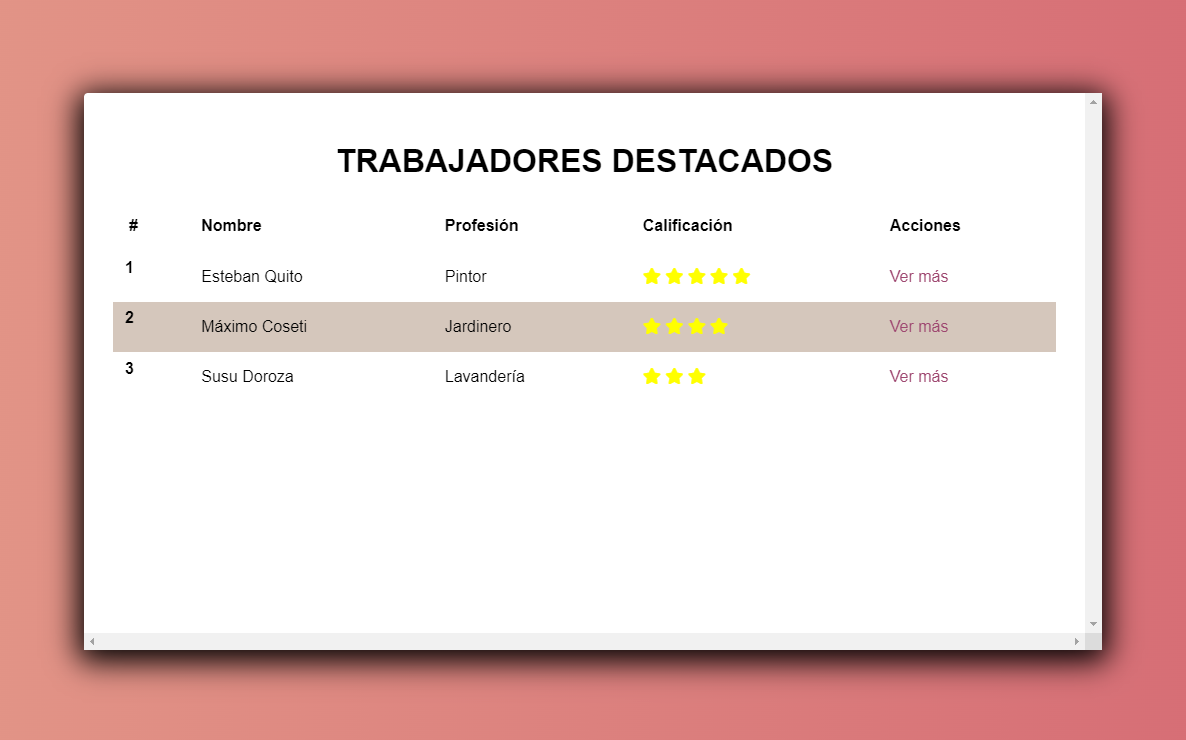 TRABAJADORES DESTACADOS
# Nombre Profesión Calificación Acciones
1 Esteban Quito Pintor Ver más
2 Máximo Coseti Jardinero Ver más
3 Susu Doroza Lavandería Ver más